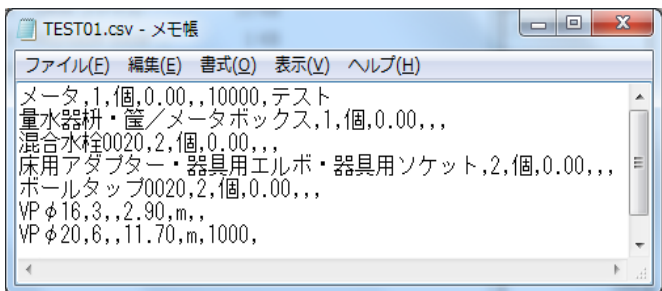 TEST01.csv - メモ帳
ファイル(F) 編集(E) 書式(O) 表示(V) ヘルプ(H)
メータ,1,個,0.00,,10000,テスト
量水器枡・筺／メータボックス,1,個,0.00,,,
混合水栓0020,2,個,0.00,,,
床用アダプター・器具用エルボ・器具用ソケット,2,個,0.00,,,
ボールタップ0020,2,個,0.00,,,
VPφ16,3,,2.90,m,,
VPφ20,6,,11.70,m,1000,